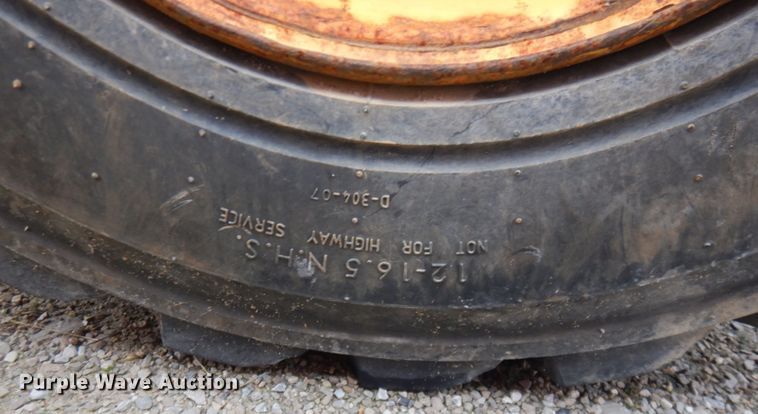 12-16.5 N.H.S.
NOT FOR HIGHWAY
SERVICE
D-304-07
Purple Wave Auction